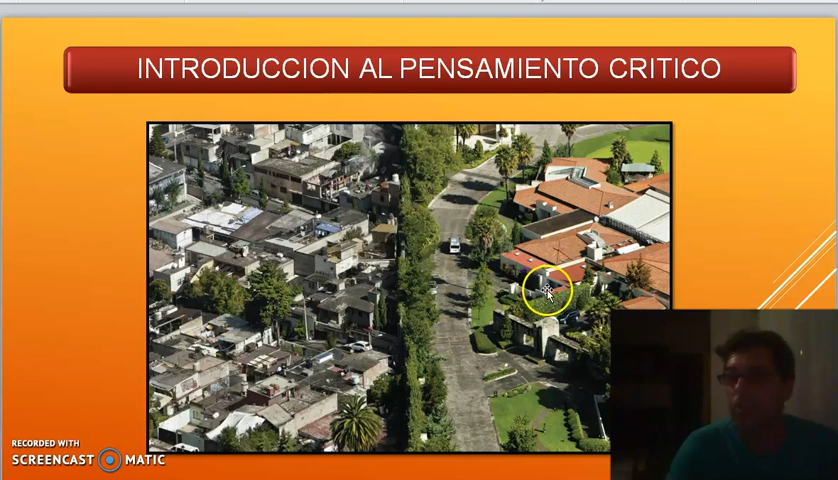 INTRODUCCION AL PENSAMIENTO CRITICO
RECORDED WITH
SCREENCAST MATIC